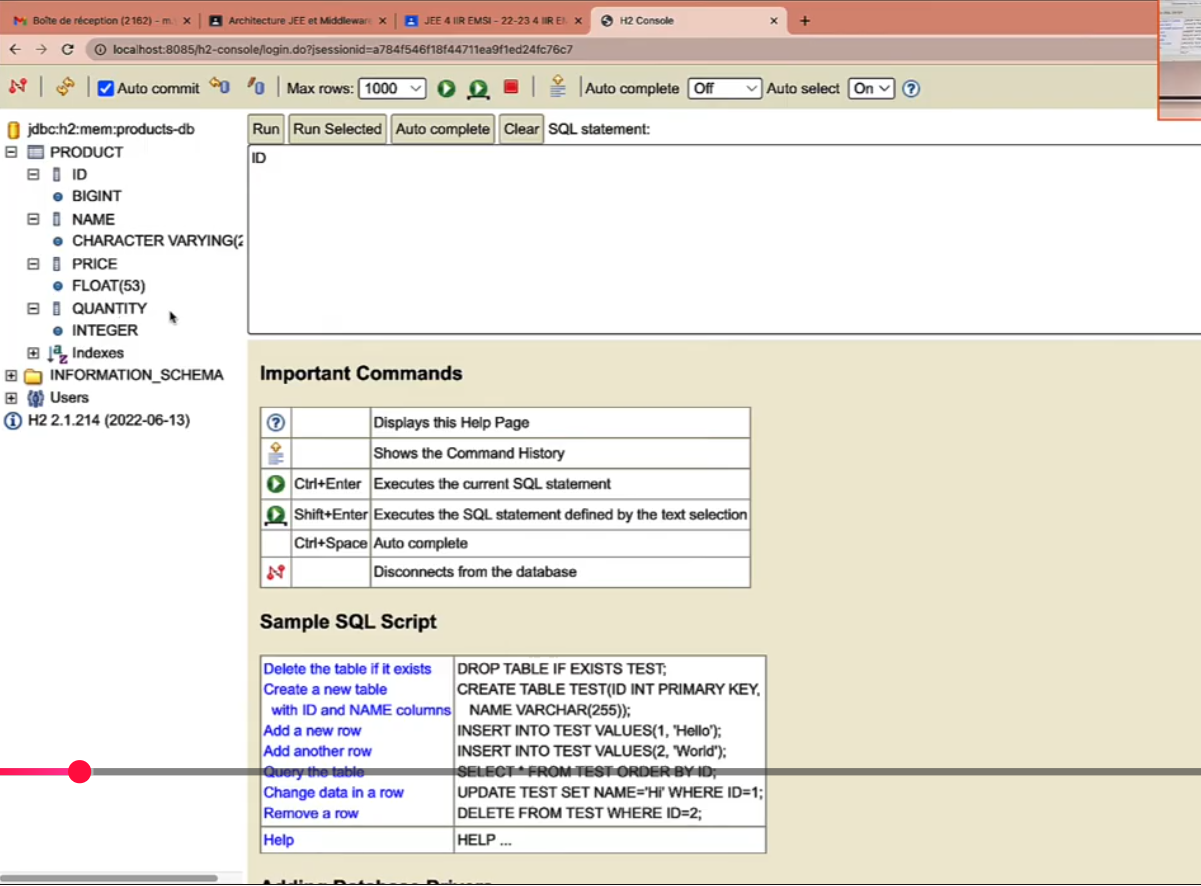 Boîte de réception (2 162) – m.
Architecture JEE et Middleware
JEE 4 IIR EMSI – 22-23 4 IIR E
H2 Console
localhost:8085/h2-console/login.do?jsessionid=a784f546f18f44711ea9f1ed24fc76c7
Auto commit Max rows: 1000 Auto complete Off Auto select On
jdbc:h2:mem:products-db
PRODUCT
ID
BIGINT
NAME
CHARACTER VARYING(2
PRICE
FLOAT(53)
QUANTITY
INTEGER
Indexes
INFORMATION_SCHEMA
Users
H2 2.1.214 (2022-06-13)
Run Run Selected Auto complete Clear SQL statement:
ID
Important Commands
Displays this Help Page
Shows the Command History
Ctrl+Enter Executes the current SQL statement
Shift+Enter Executes the SQL statement defined by the text selection
Ctrl+Space Auto complete
Disconnects from the database
Sample SQL Script
Delete the table if it exists DROP TABLE IF EXISTS TEST;
Create a new table CREATE TABLE TEST(ID INT PRIMARY KEY,
with ID and NAME columns NAME VARCHAR(255));
Add a new row INSERT INTO TEST VALUES(1, 'Hello');
Add another row INSERT INTO TEST VALUES(2, 'World');
Query the table SELECT * FROM TEST ORDER BY ID;
Change data in a row UPDATE TEST SET NAME='Hi' WHERE ID=1;
Remove a row DELETE FROM TEST WHERE ID=2;
Help HELP ...
Adding Database Drivers